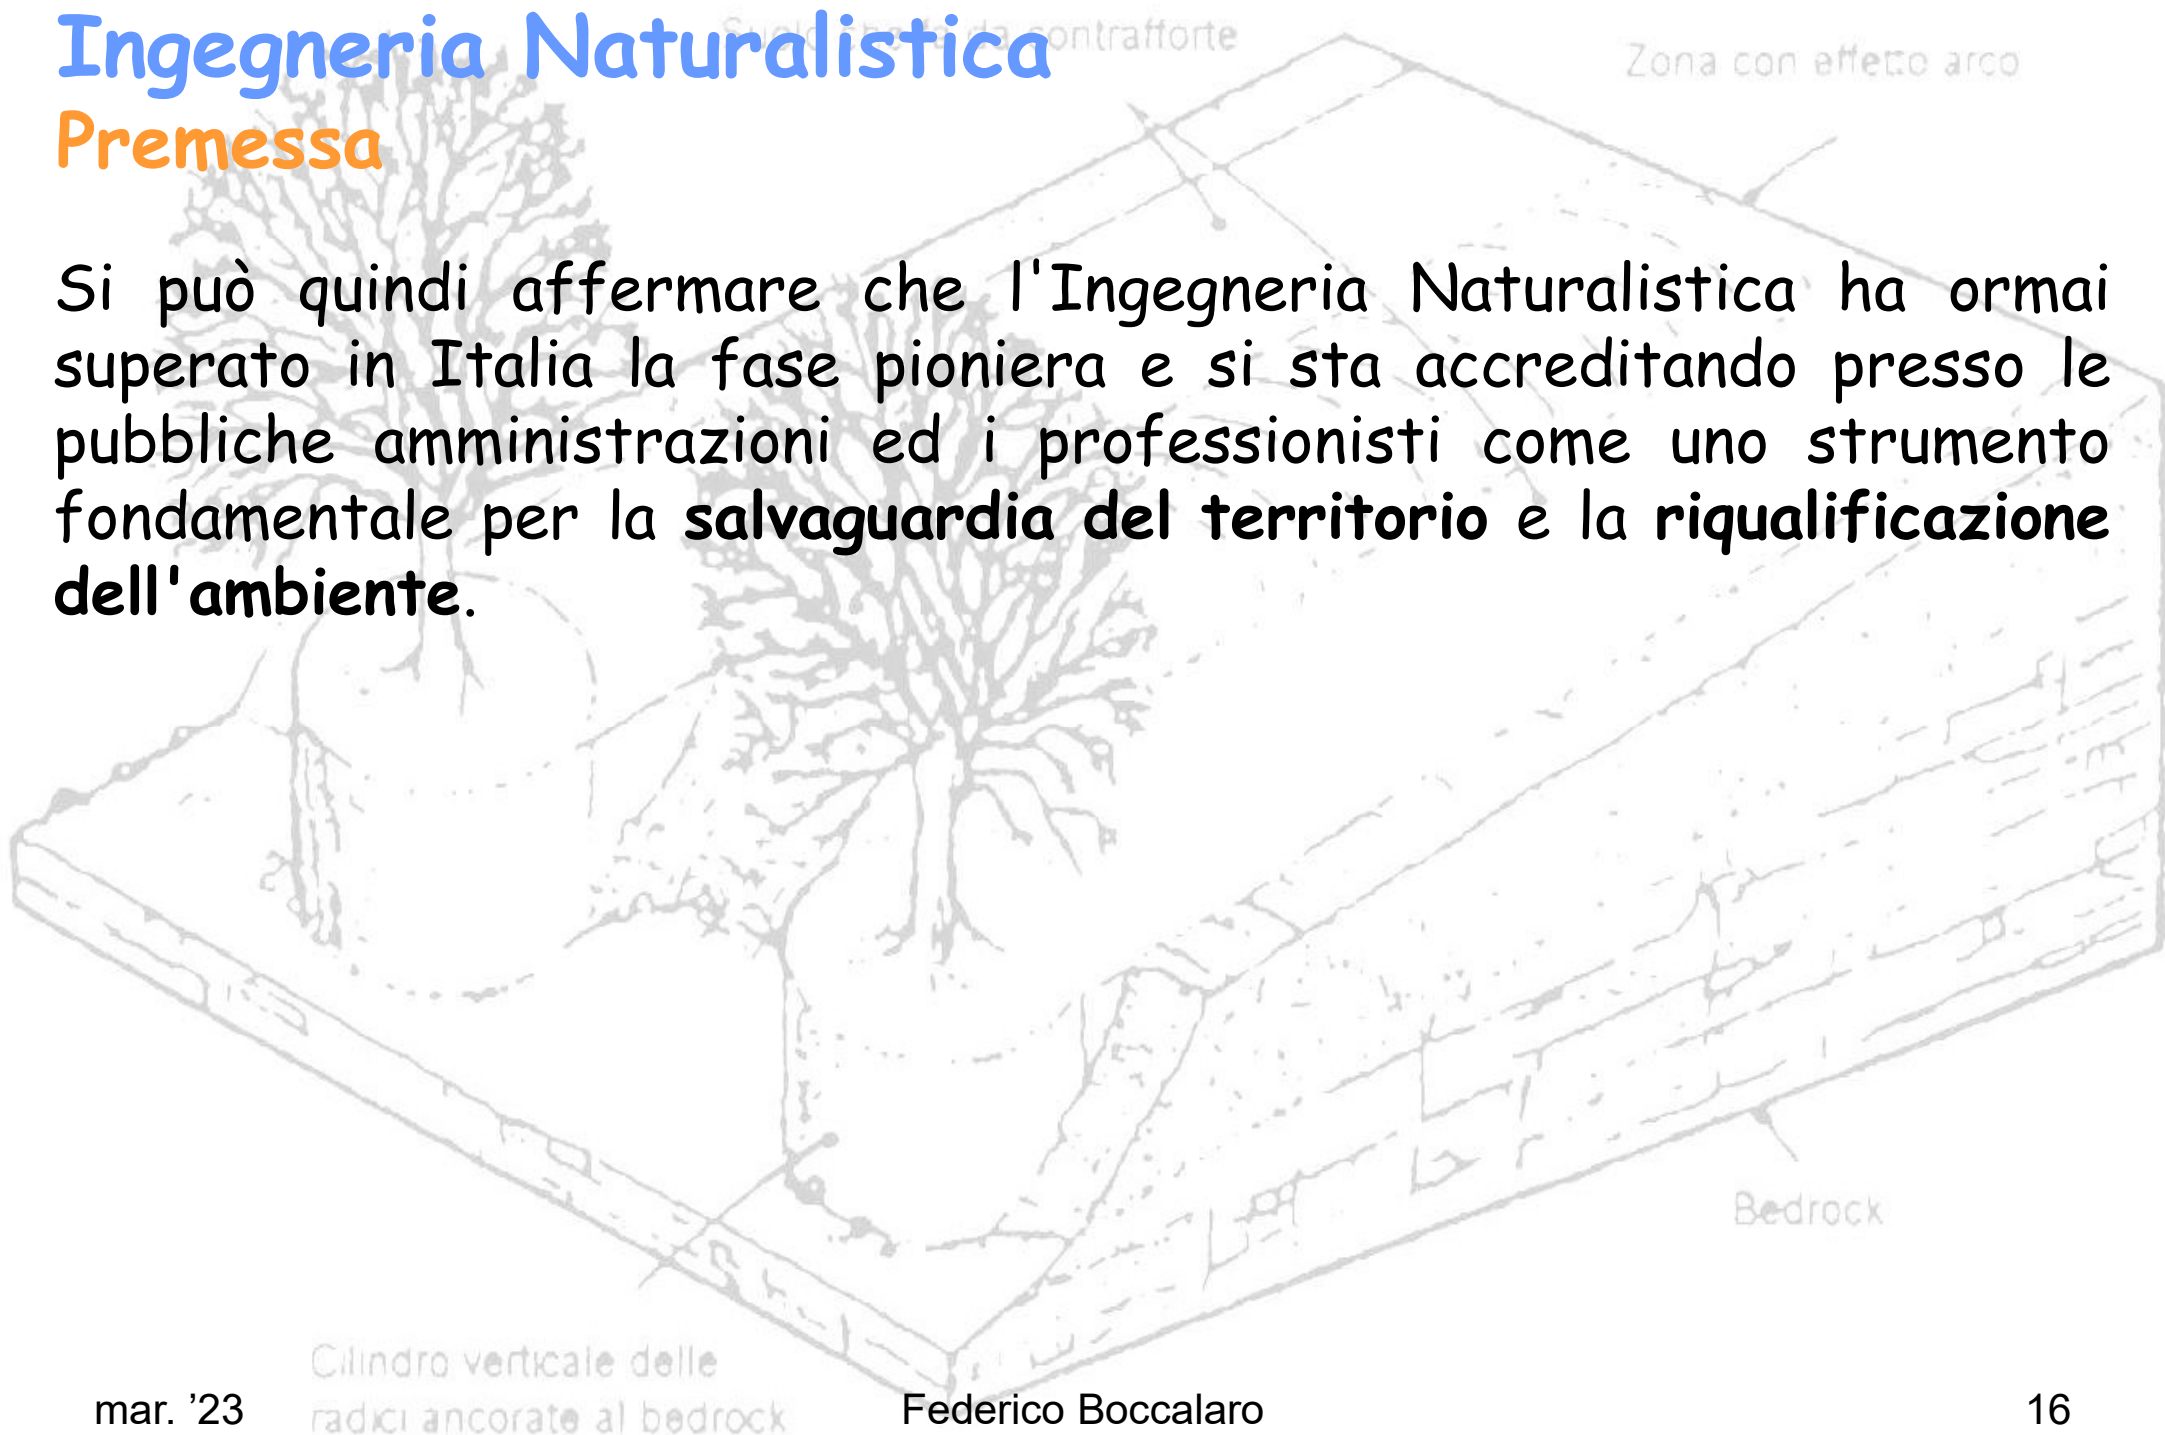 Ingegneria Naturalistica
contrafforte
Zona con effetto arco
Premessa
Si può quindi affermare che l'Ingegneria Naturalistica ha ormai
superato in Italia la fase pioniera e si sta accreditando presso le
pubbliche amministrazioni ed i professionisti come uno strumento
fondamentale per la salvaguardia del territorio e la riqualificazione
dell'ambiente.
Bedrock
Cilindro verticale delle
radici ancorate al bedrock
mar. ’23
Federico Boccalaro
16